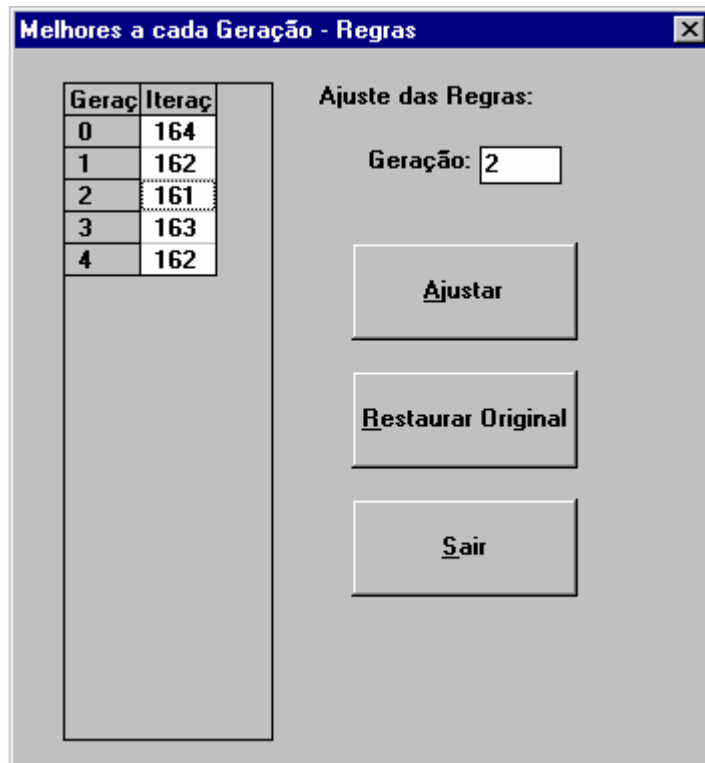 Melhores a cada Geração - Regras
Geraç Iteraç
0 164
1 162
2 161
3 163
4 162
Ajuste das Regras:
Geração: 2
Ajustar
Restaurar Original
Sair